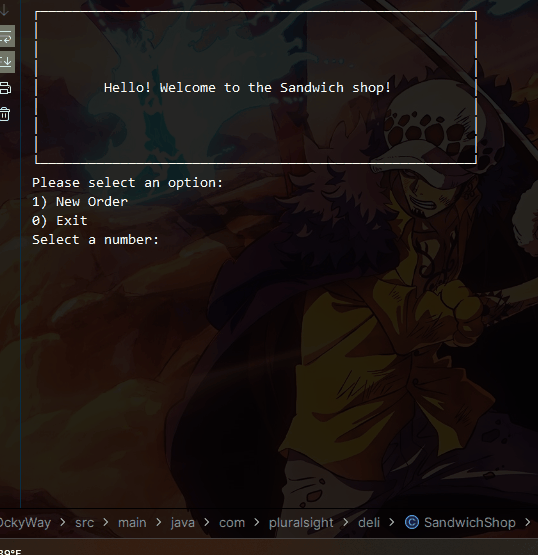 Hello! Welcome to the Sandwich shop!
Please select an option:
1) New Order
0) Exit
Select a number:
OckyWay > src > main > java > com > pluralsight > deli > SandwichShop >